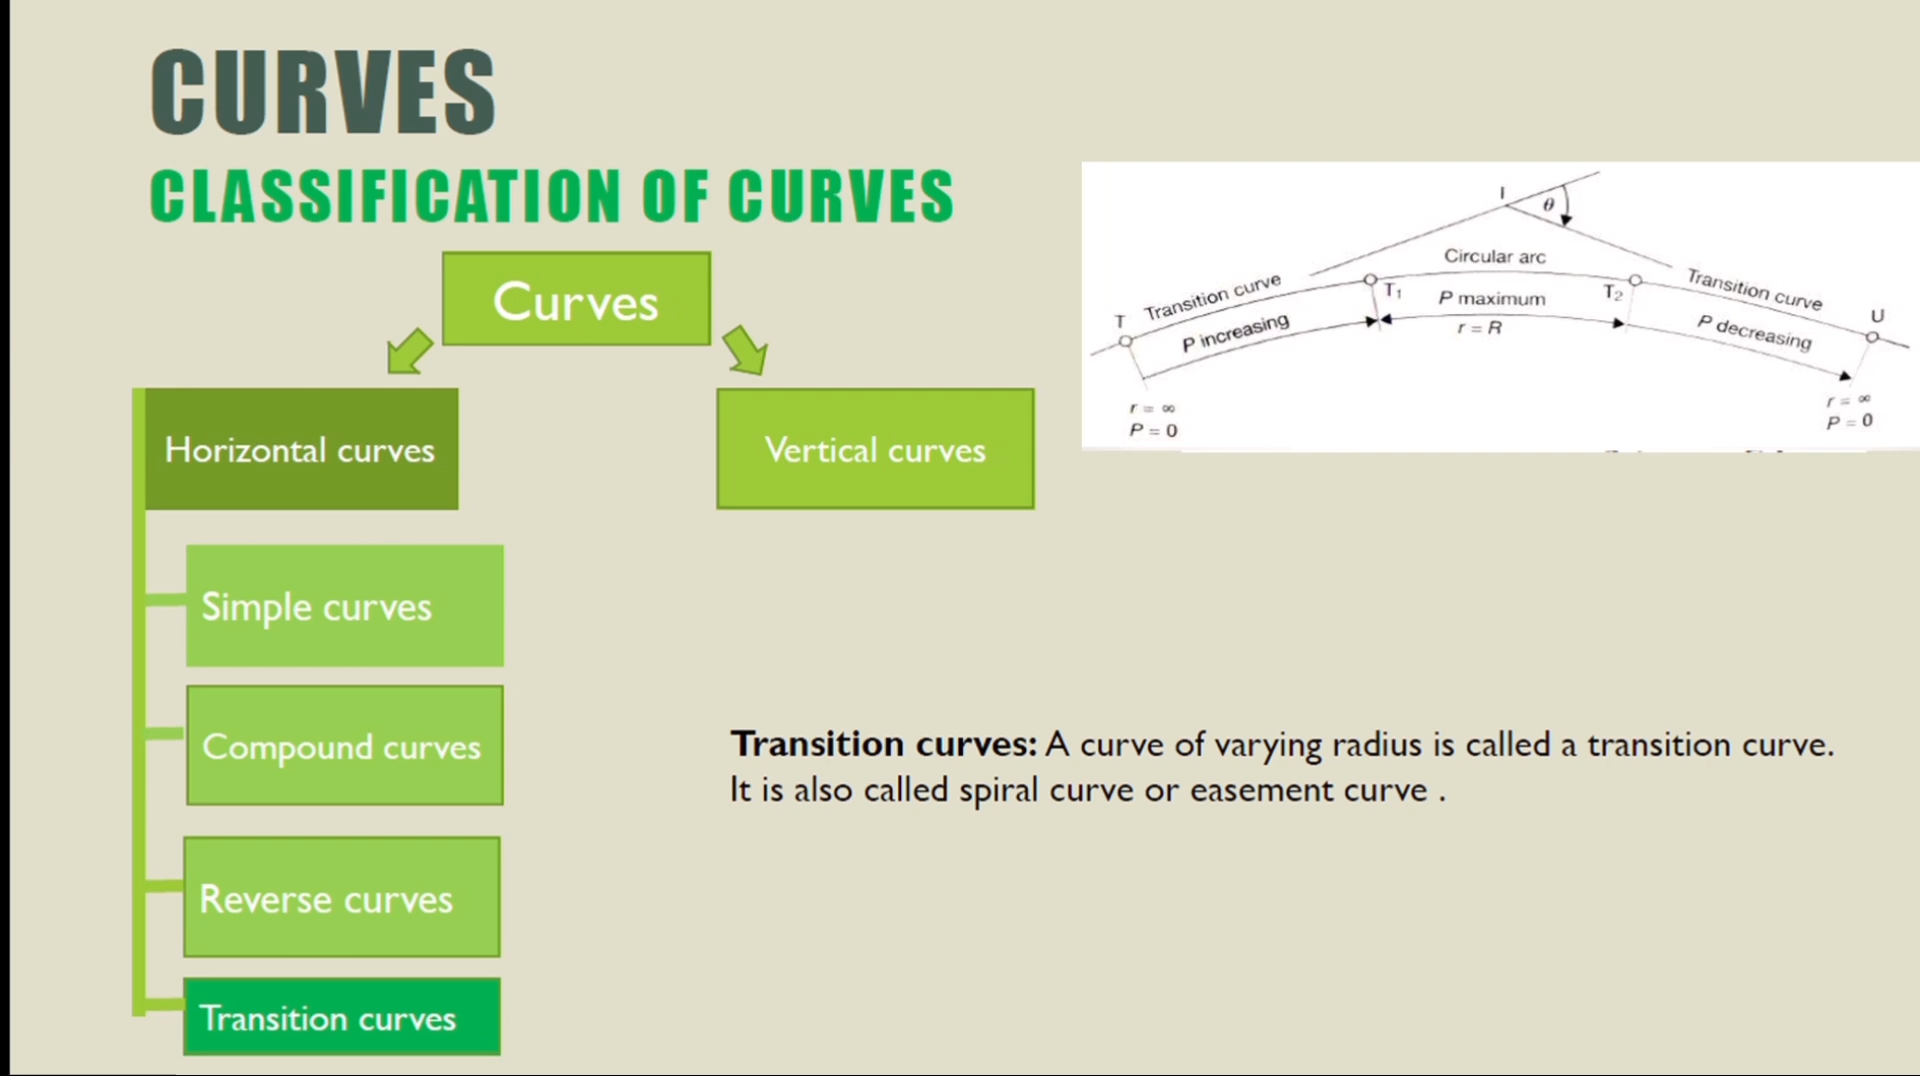 CURVES
CLASSIFICATION OF CURVES
Curves
Horizontal curves
Vertical curves
Simple curves
Compound curves
Reverse curves
Transition curves
I
θ
Circular arc
Transition curve
T₁
P maximum
T₂
Transition curve
T
P increasing
r = R
P decreasing
U
r = ∞
P = 0
r = ∞
P = 0
Transition curves: A curve of varying radius is called a transition curve.
It is also called spiral curve or easement curve .